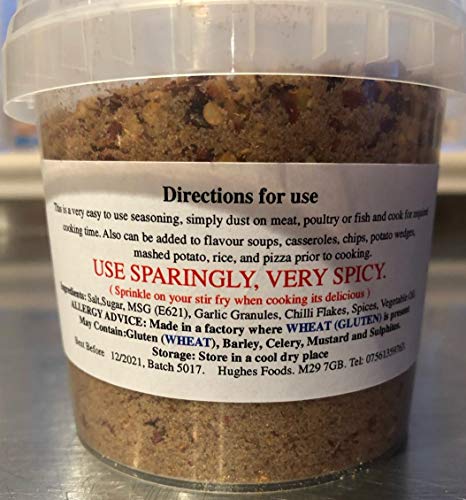 Directions for use
This is a very easy to use seasoning, simply dust on meat, poultry or fish and cook for required
cooking time. Also can be added to flavour soups, casseroles, chips, potato wedges,
mashed potato, rice, and pizza prior to cooking.
USE SPARINGLY, VERY SPICY.
( Sprinkle on your stir fry when cooking its delicious )
Ingredients: Salt,Sugar, MSG (E621), Garlic Granules, Chilli Flakes, Spices, Vegetable Oil.
ALLERGY ADVICE: Made in a factory where WHEAT (GLUTEN) is present
May Contain:Gluten (WHEAT), Barley, Celery, Mustard and Sulphites.
Storage: Store in a cool dry place
Best Before 12/2021, Batch 5017. Hughes Foods. M29 7GB. Tel: